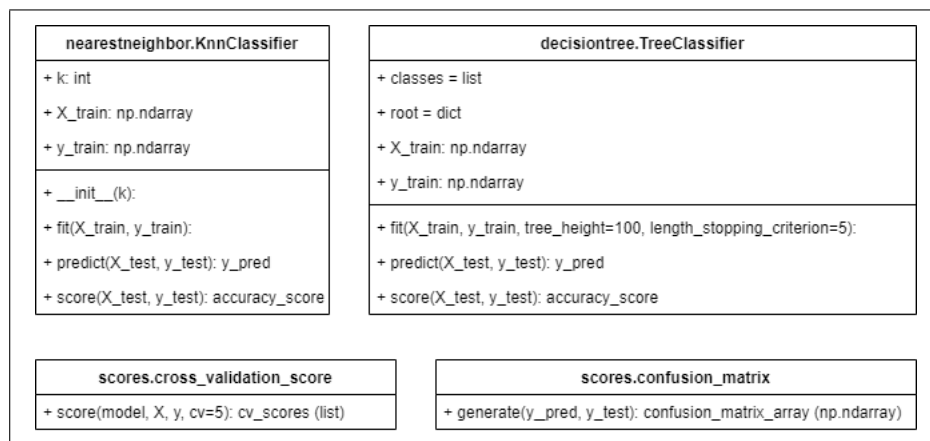 nearestneighbor.KnnClassifier
+ k: int
+ X_train: np.ndarray
+ y_train: np.ndarray
+ __init__(k):
+ fit(X_train, y_train):
+ predict(X_test, y_test): y_pred
+ score(X_test, y_test): accuracy_score
decisiontree.TreeClassifier
+ classes = list
+ root = dict
+ X_train: np.ndarray
+ y_train: np.ndarray
+ fit(X_train, y_train, tree_height=100, length_stopping_criterion=5):
+ predict(X_test, y_test): y_pred
+ score(X_test, y_test): accuracy_score
scores.cross_validation_score
+ score(model, X, y, cv=5): cv_scores (list)
scores.confusion_matrix
+ generate(y_pred, y_test): confusion_matrix_array (np.ndarray)